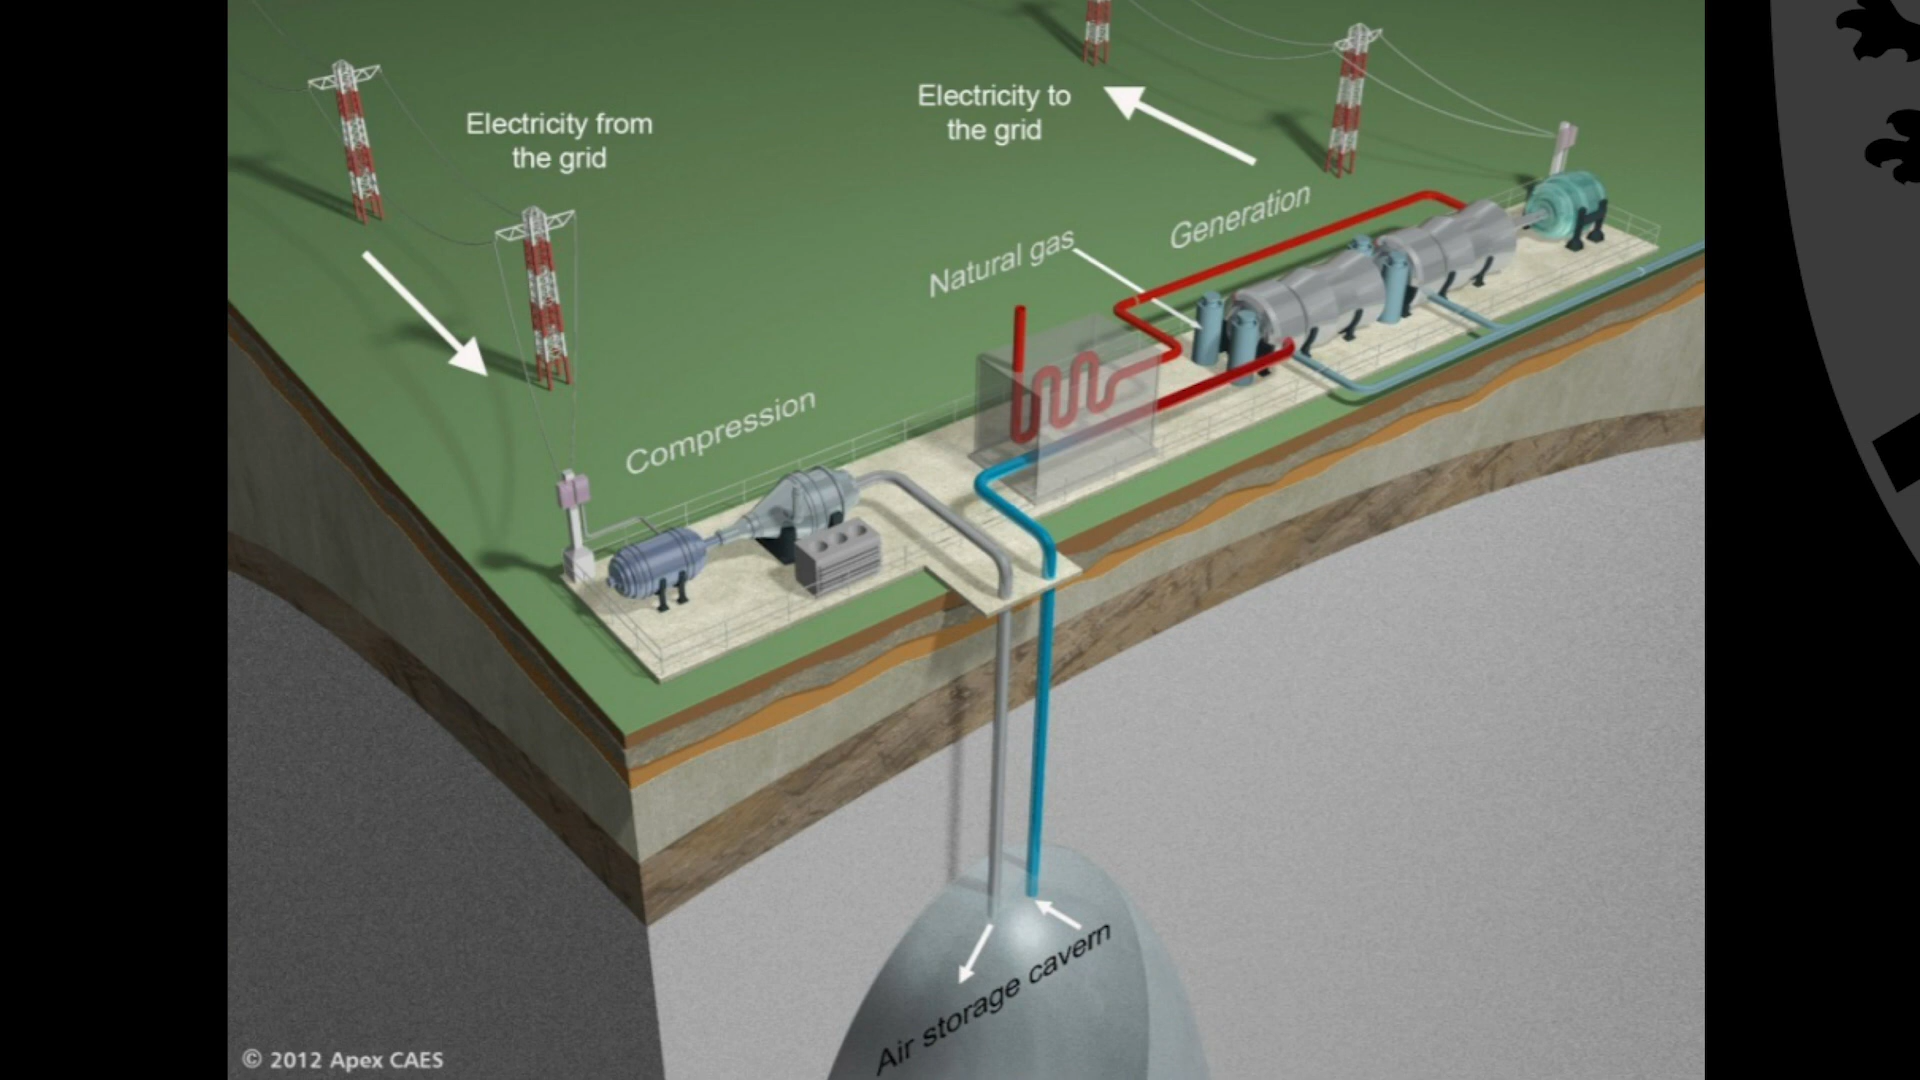 Electricity from
the grid
Electricity to
the grid
Generation
Natural gas
Compression
Air storage cavern
© 2012 Apex CAES